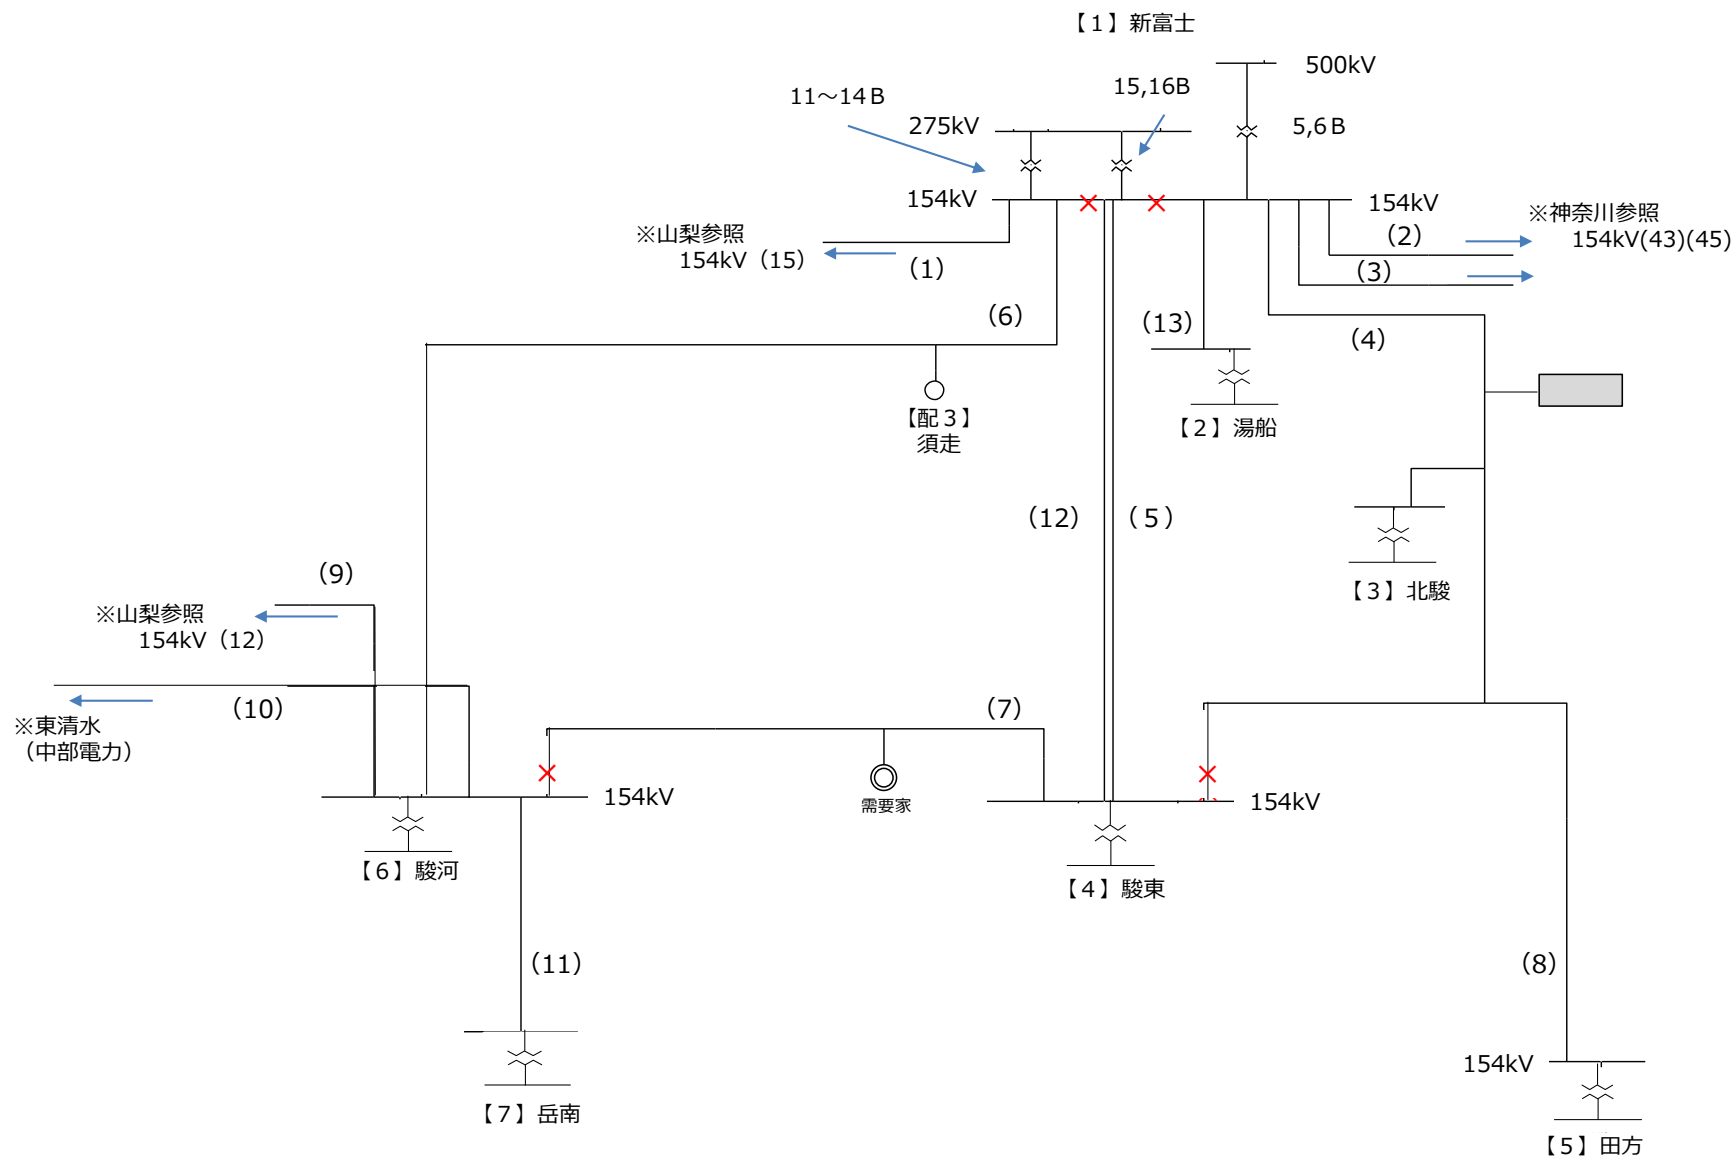 【１】新富士
500kV
15,16B
11～14Ｂ
275kV
5,6Ｂ
154kV
154kV
※神奈川参照
154kV(43)(45)
（2）
※山梨参照
154kV（15）
（1）
（3）
（6）
（13）
（4）
【配３】
須走
【２】湯船
（12）
（５）
（9）
【３】北駿
※山梨参照
154kV（12）
（10）
（7）
※東清水
（中部電力）
154kV
需要家
154kV
【６】駿河
【４】駿東
（11）
（8）
154kV
【７】岳南
【５】田方